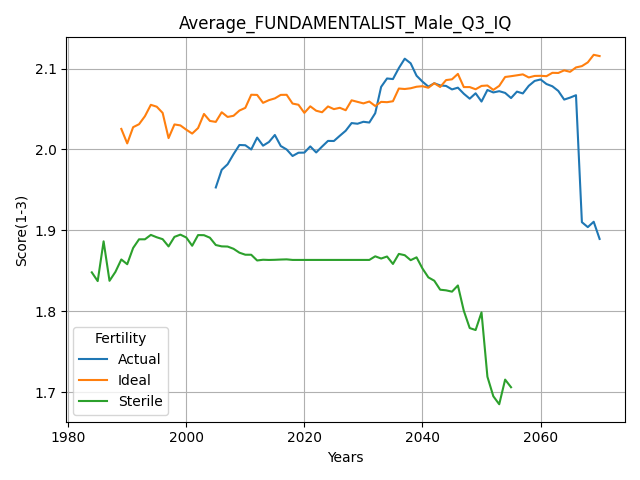 Average_FUNDAMENTALIST_Male_Q3_IQ
Score(1-3)
2.1
2.0
1.9
1.8
1.7
Fertility
Actual
Ideal
Sterile
1980
2000
2020
2040
2060
Years